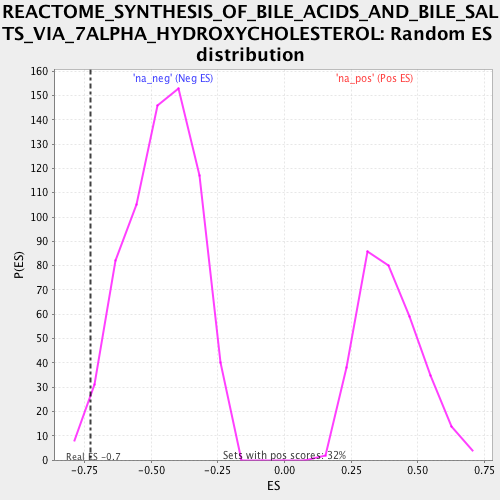 REACTOME_SYNTHESIS_OF_BILE_ACIDS_AND_BILE_SAL
TS_VIA_7ALPHA_HYDROXYCHOLESTEROL: Random ES
distribution
'na_neg' (Neg ES)
'na_pos' (Pos ES)
160
150
140
130
120
110
100
90
80
70
60
50
40
30
20
10
0
P(ES)
Real ES -0.7
Sets with pos scores: 32%
-0.75
-0.50
-0.25
0.00
0.25
0.50
0.75
ES